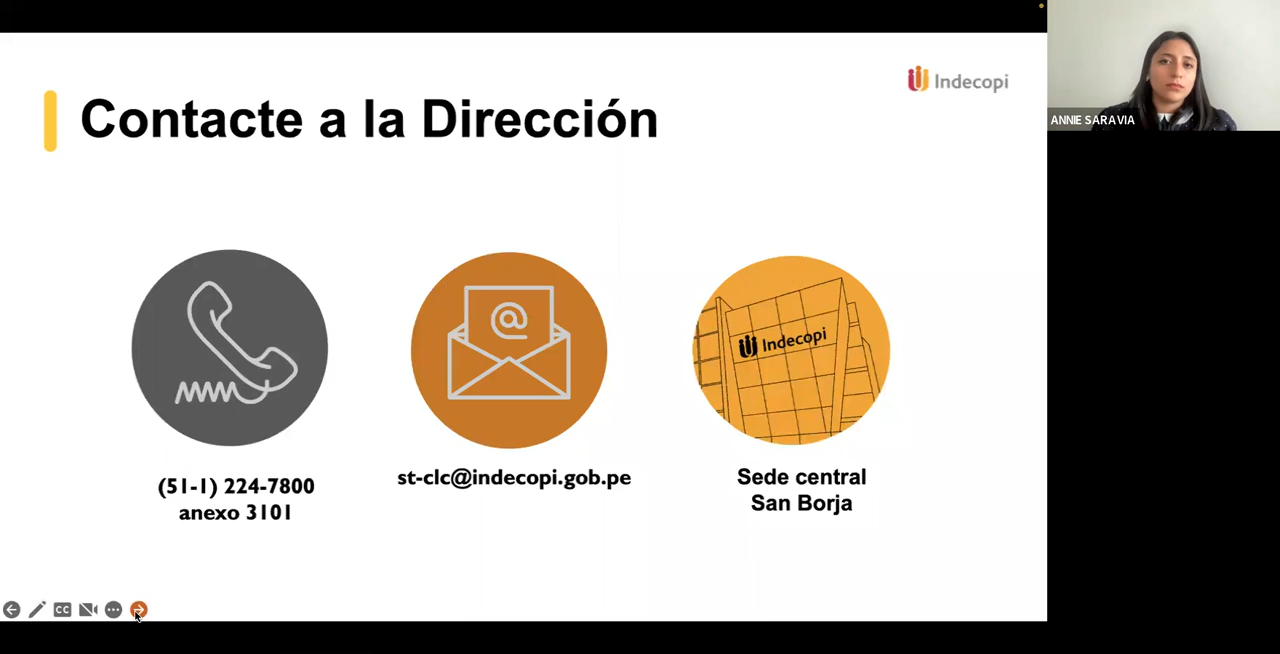 Indecopi
Contacte a la Dirección
ANNIE SARAVIA
@
Indecopi
(51-1) 224-7800
anexo 3101
st-clc@indecopi.gob.pe
Sede central
San Borja
CC